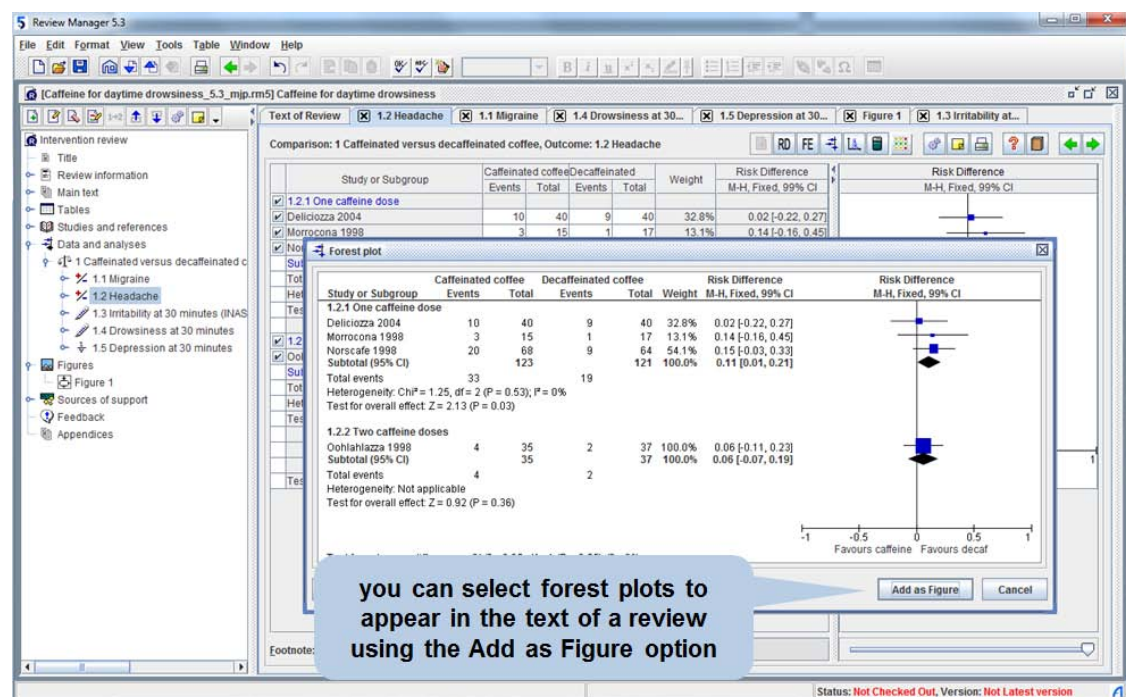 Review Manager 5.3
File Edit Format View Tools Table Window Help
[Caffeine for daytime drowsiness_5.3_mjp.rm5] Caffeine for daytime drowsiness
Text of Review 1.2 Headache 1.1 Migraine 1.4 Drowsiness at 30... 1.5 Depression at 30... Figure 1 1.3 Irritability at...
Intervention review
Title
Review information
Main text
Tables
Studies and references
Data and analyses
1 Caffeinated versus decaffeinated c
1.1 Migraine
1.2 Headache
1.3 Irritability at 30 minutes (INAS
1.4 Drowsiness at 30 minutes
1.5 Depression at 30 minutes
Figures
Figure 1
Sources of support
Feedback
Appendices
Comparison: 1 Caffeinated versus decaffeinated coffee, Outcome: 1.2 Headache
RD FE
Study or Subgroup Caffeinated coffee Decaffeinated Weight Risk Difference Risk Difference
Events Total Events Total M-H, Fixed, 99% CI M-H, Fixed, 99% CI
1.2.1 One caffeine dose
Deliciozza 2004 10 40 9 40 32.8% 0.02 [-0.22, 0.27]
Morrocona 1998 3 15 1 17 13.1% 0.14 [-0.16, 0.45]
Forest plot
Caffeinated coffee Decaffeinated coffee Risk Difference Risk Difference
Study or Subgroup Events Total Events Total Weight M-H, Fixed, 99% CI M-H, Fixed, 99% CI
1.2.1 One caffeine dose
Deliciozza 2004 10 40 9 40 32.8% 0.02 [-0.22, 0.27]
Morrocona 1998 3 15 1 17 13.1% 0.14 [-0.16, 0.45]
Norscafe 1998 20 68 9 64 54.1% 0.15 [-0.03, 0.33]
Subtotal (95% CI) 123 121 100.0% 0.11 [0.01, 0.21]
Total events 33 19
Heterogeneity: Chi² = 1.25, df = 2 (P = 0.53); I² = 0%
Test for overall effect: Z = 2.13 (P = 0.03)
1.2.2 Two caffeine doses
Oohlahlazza 1998 4 35 2 37 100.0% 0.06 [-0.11, 0.23]
Subtotal (95% CI) 35 37 100.0% 0.06 [-0.07, 0.19]
Total events 4 2
Heterogeneity: Not applicable
Test for overall effect: Z = 0.92 (P = 0.36)
-1 -0.5 0 0.5 1
Favours caffeine Favours decaf
Add as Figure Cancel
you can select forest plots to
appear in the text of a review
using the Add as Figure option
Footnote:
Status: Not Checked Out, Version: Not Latest version